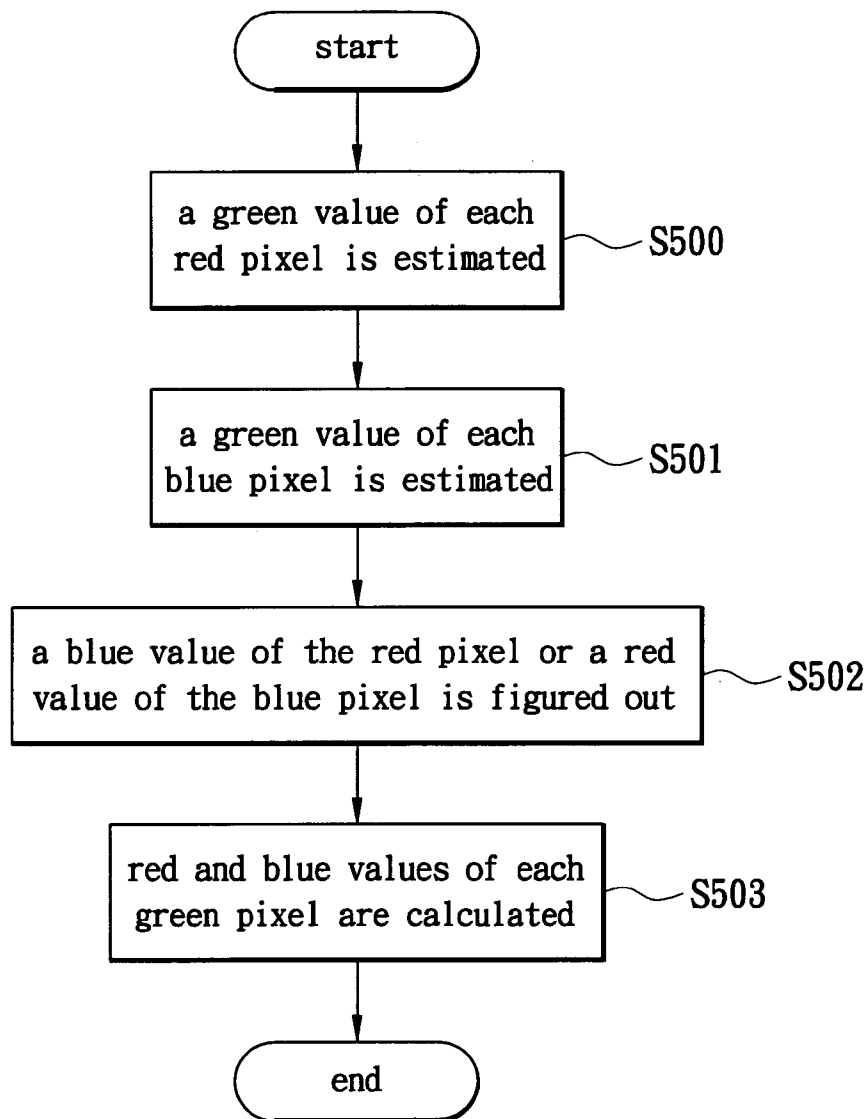 start
a green value of each
red pixel is estimated
S500
a green value of each
blue pixel is estimated
S501
a blue value of the red pixel or a red
value of the blue pixel is figured out
S502
red and blue values of each
green pixel are calculated
S503
end